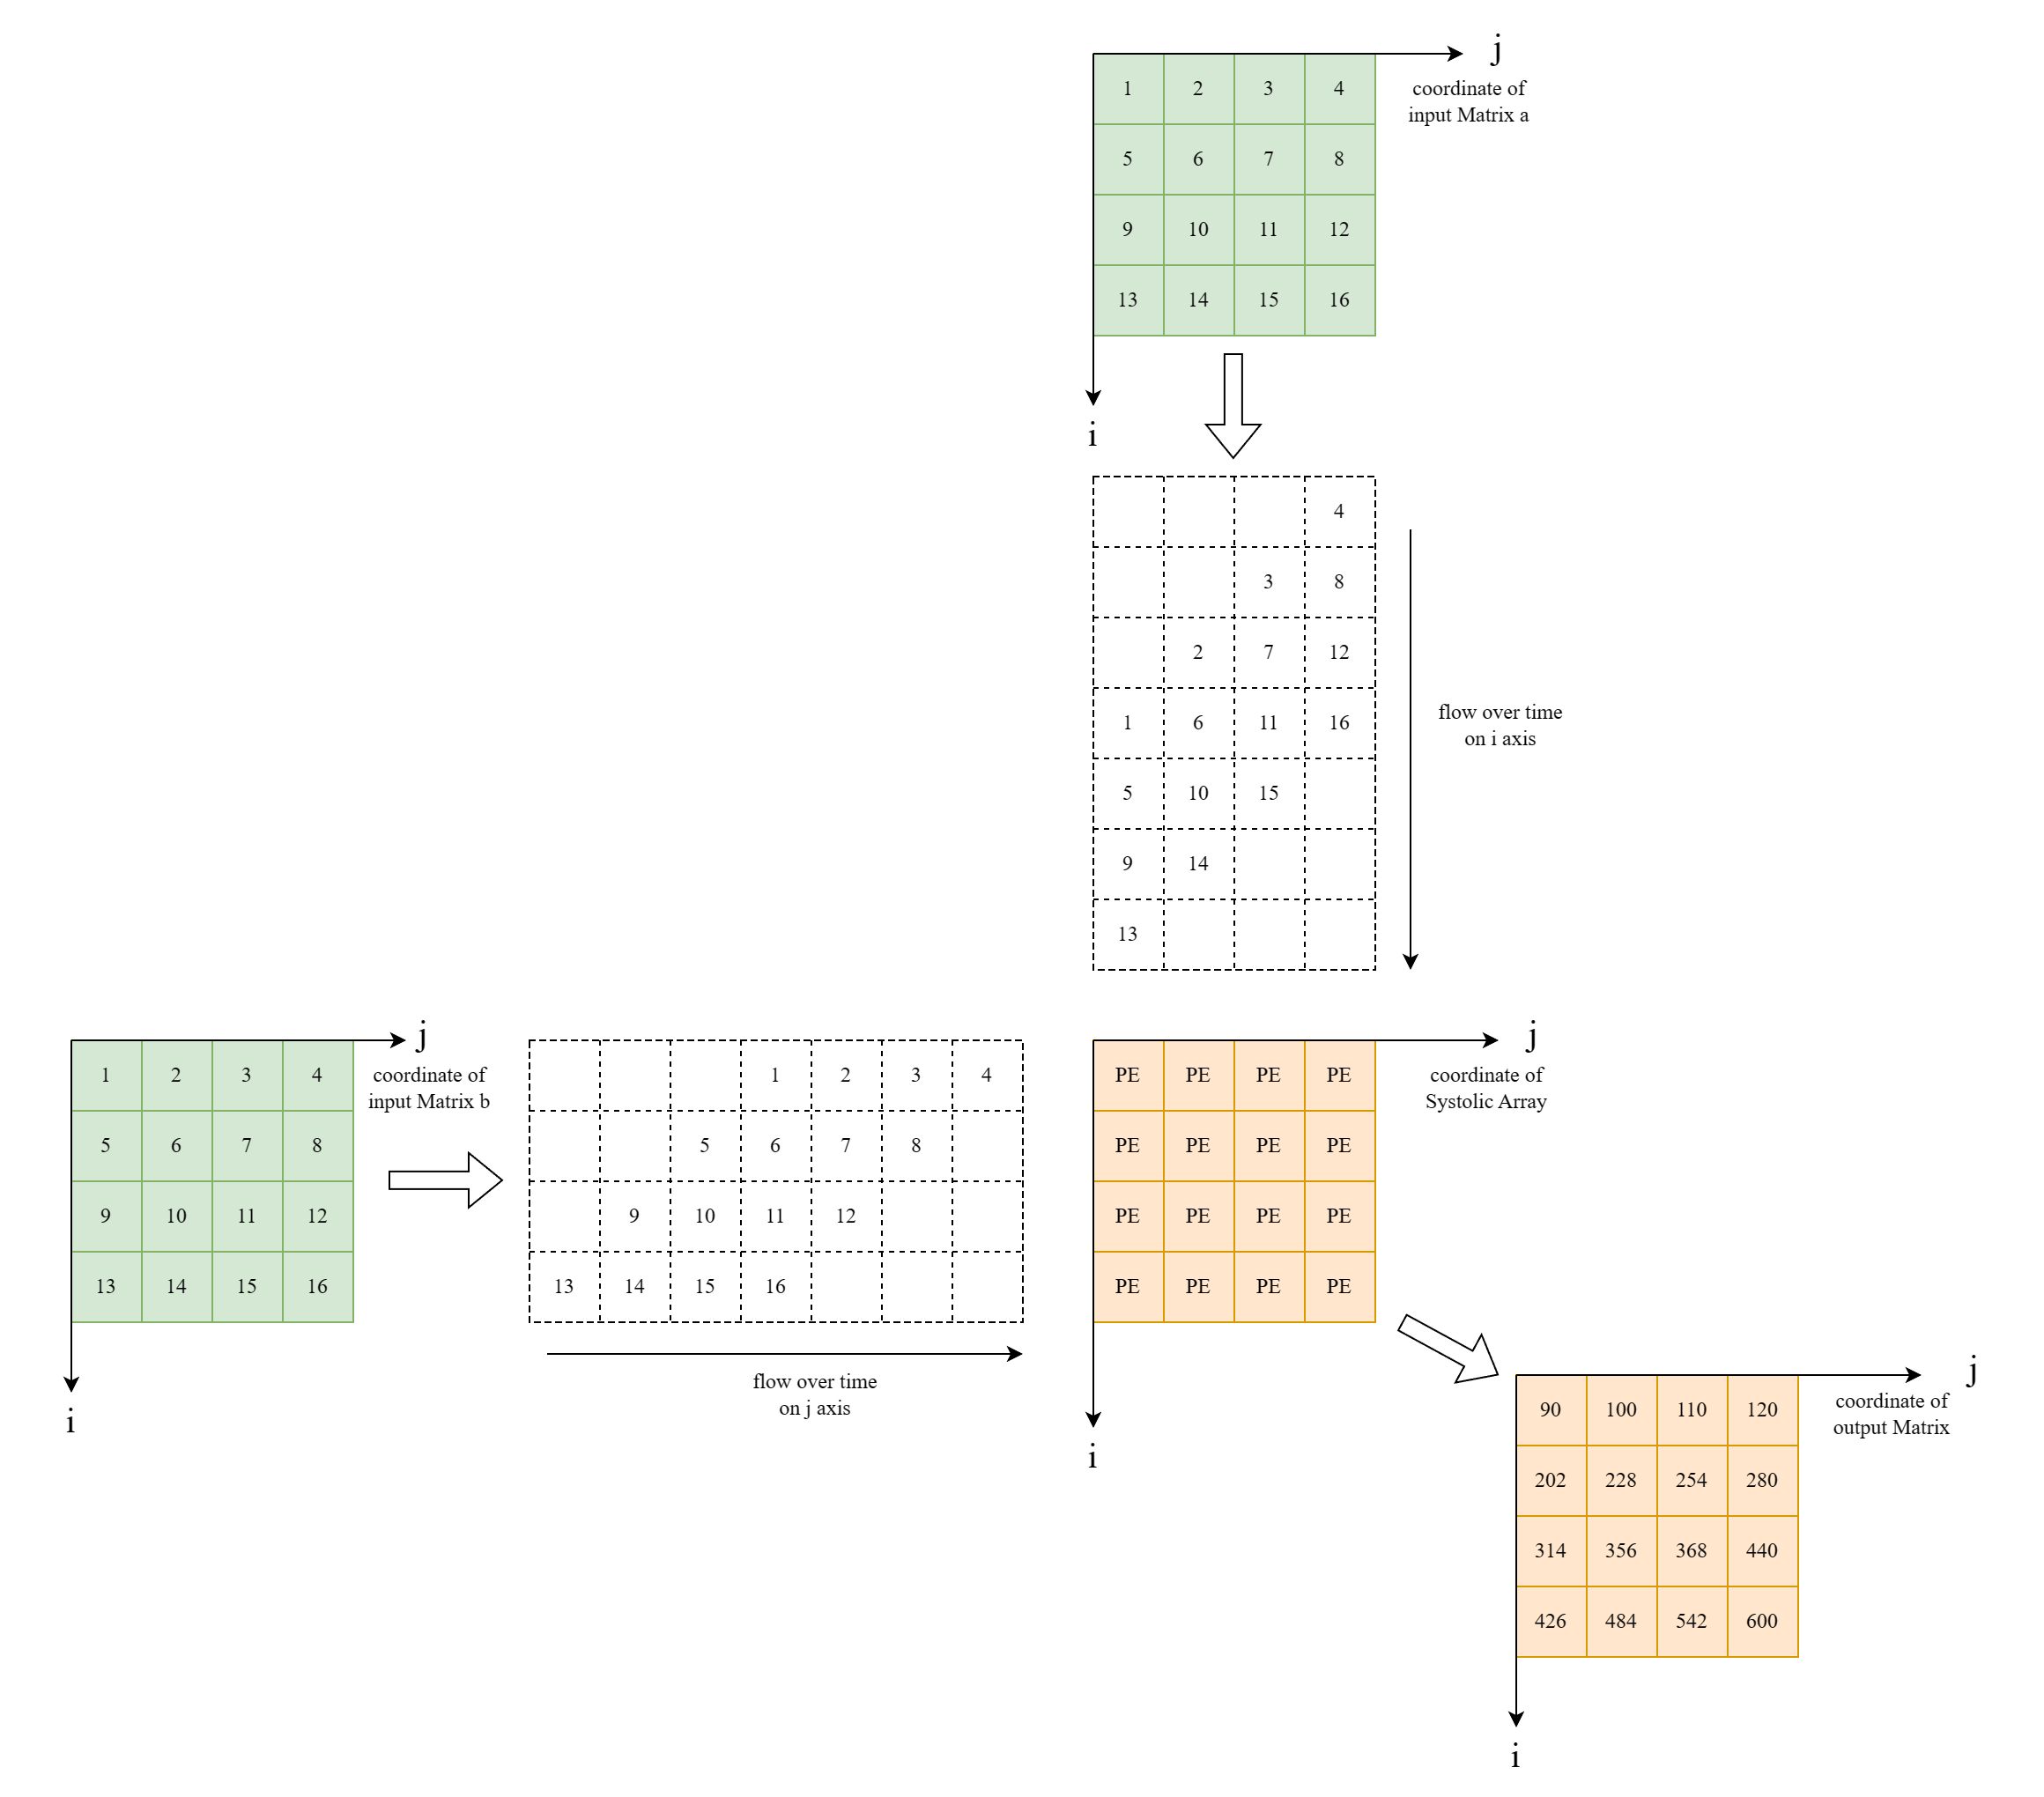 j
coordinate of
input Matrix a
1 2 3 4
5 6 7 8
9 10 11 12
13 14 15 16
i
4
3 8
2 7 12
1 6 11 16
5 10 15
9 14
13
flow over time
on i axis
j
coordinate of
input Matrix b
1 2 3 4
5 6 7 8
9 10 11 12
13 14 15 16
i
1 2 3 4
5 6 7 8
9 10 11 12
13 14 15 16
flow over time
on j axis
j
coordinate of
Systolic Array
PE PE PE PE
PE PE PE PE
PE PE PE PE
PE PE PE PE
i
j
coordinate of
output Matrix
90 100 110 120
202 228 254 280
314 356 368 440
426 484 542 600
i